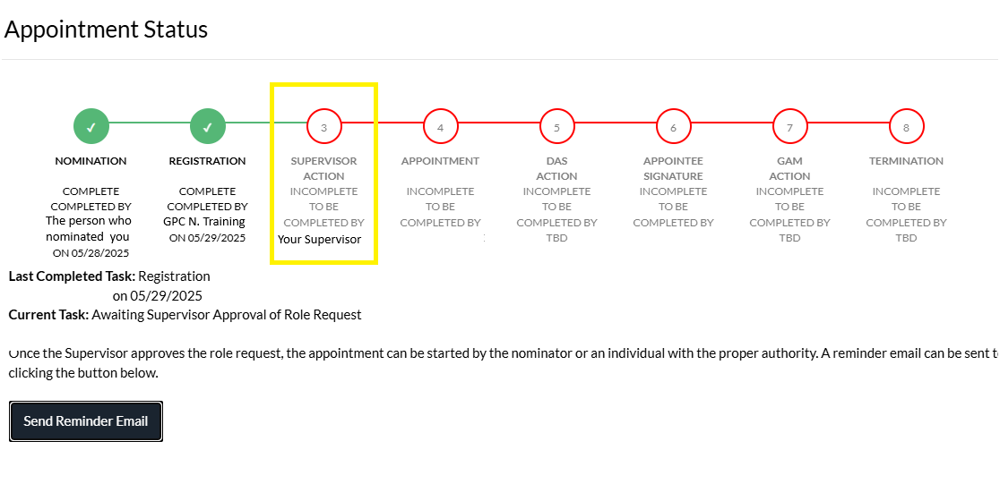 Appointment Status
3
4
5
6
7
8
NOMINATION
REGISTRATION
SUPERVISOR
ACTION
APPOINTMENT
DAS
ACTION
APPOINTEE
SIGNATURE
GAM
ACTION
TERMINATION
COMPLETE
COMPLETED BY
The person who
nominated you
ON 05/28/2025
COMPLETE
COMPLETED BY
GPC N. Training
ON 05/29/2025
INCOMPLETE
TO BE
COMPLETED BY
Your Supervisor
INCOMPLETE
TO BE
COMPLETED BY
INCOMPLETE
TO BE
COMPLETED BY
TBD
INCOMPLETE
TO BE
COMPLETED BY
INCOMPLETE
TO BE
COMPLETED BY
TBD
INCOMPLETE
TO BE
COMPLETED BY
TBD
Last Completed Task: Registration
on 05/29/2025
Current Task: Awaiting Supervisor Approval of Role Request
Once the Supervisor approves the role request, the appointment can be started by the nominator or an individual with the proper authority. A reminder email can be sent
clicking the button below.
Send Reminder Email